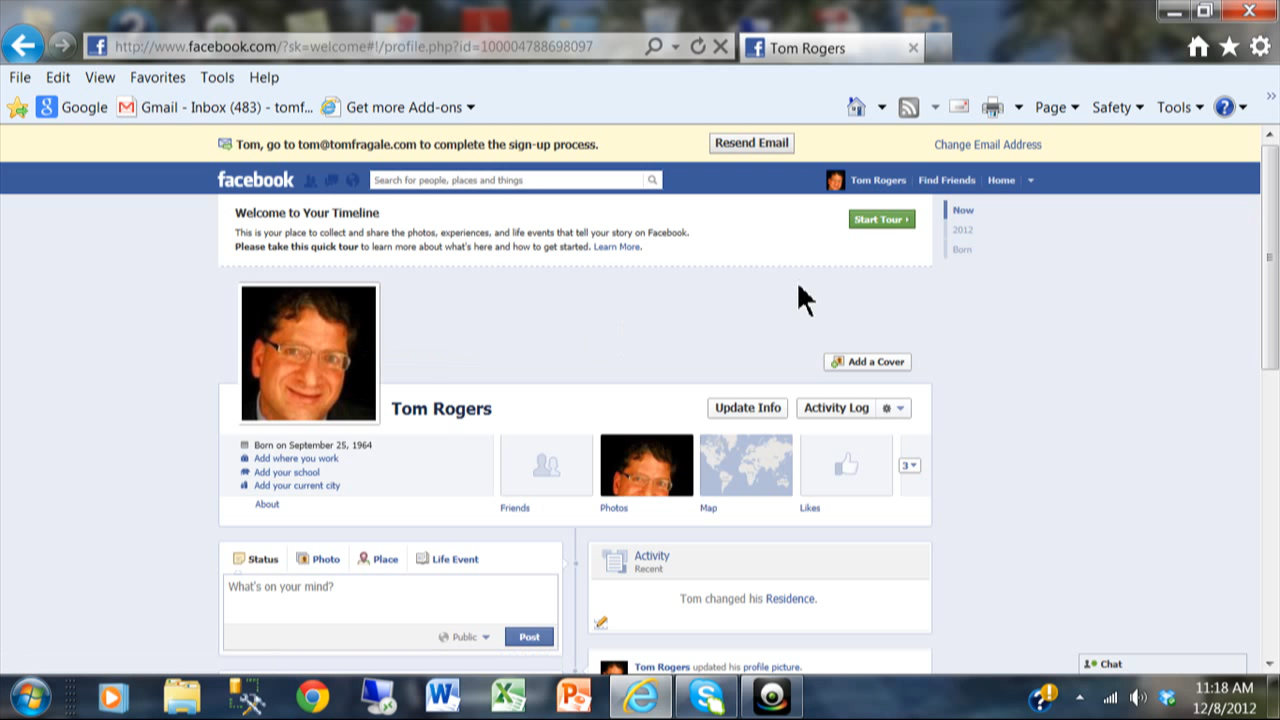 http://www.facebook.com/?sk=welcome#!/profile.php?id=100004788698097
Tom Rogers
File Edit View Favorites Tools Help
Google Gmail - Inbox (483) - tomf... Get more Add-ons
Page Safety Tools
Tom, go to tom@tomfragale.com to complete the sign-up process. Resend Email Change Email Address
facebook Search for people, places and things Tom Rogers Find Friends Home
Welcome to Your Timeline
This is your place to collect and share the photos, experiences, and life events that tell your story on Facebook.
Please take this quick tour to learn more about what's here and how to get started. Learn More.
Start Tour
Now
2012
Born
Add a Cover
Tom Rogers Update Info Activity Log
Born on September 25, 1964
Add where you work
Add your school
Add your current city
About
3
Friends Photos Map Likes
Status Photo Place Life Event
What's on your mind?
Public Post
Activity
Recent
Tom changed his Residence.
Tom Rogers updated his profile picture.
Chat
11:18 AM
12/8/2012